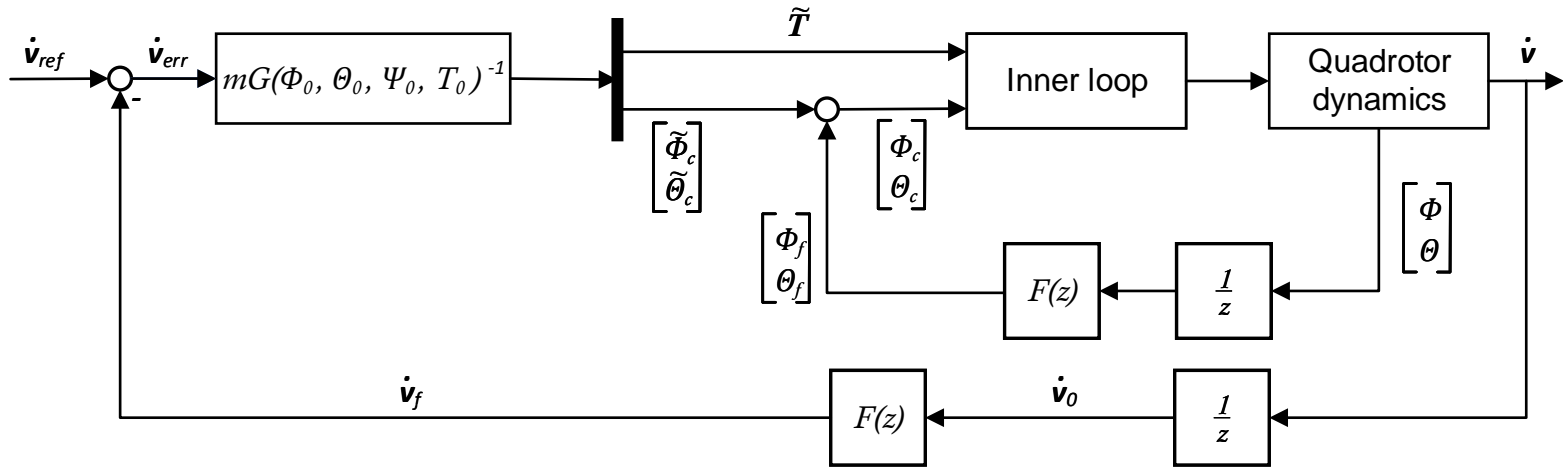 v̇ref
v̇err
mG(Φ0, Θ0, Ψ0, T0)-1
T̃
Inner loop
Quadrotor
dynamics
v̇
-
Φ̃c
Θ̃c
Φc
Θc
Φf
Θf
Φ
Θ
F(z)
1
z
v̇f
F(z)
v̇0
1
z